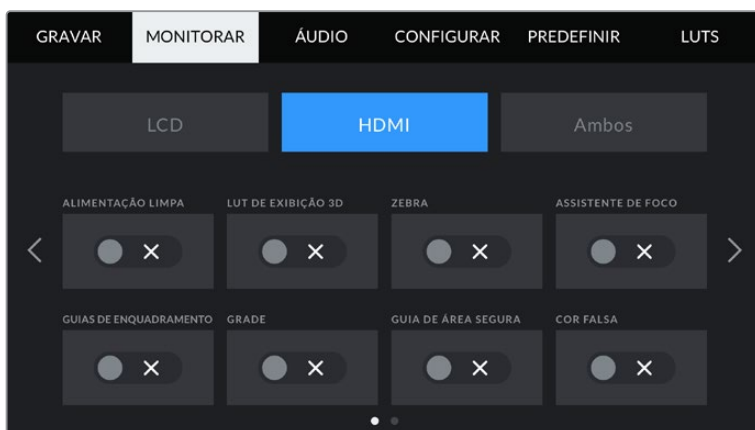 GRAVAR MONITORAR ÁUDIO CONFIGURAR PREDEFINIR LUTS
LCD HDMI Ambos
ALIMENTAÇÃO LIMPA LUT DE EXIBIÇÃO 3D ZEBRA ASSISTENTE DE FOCO
GUIAS DE ENQUADRAMENTO GRADE GUIA DE ÁREA SEGURA COR FALSA